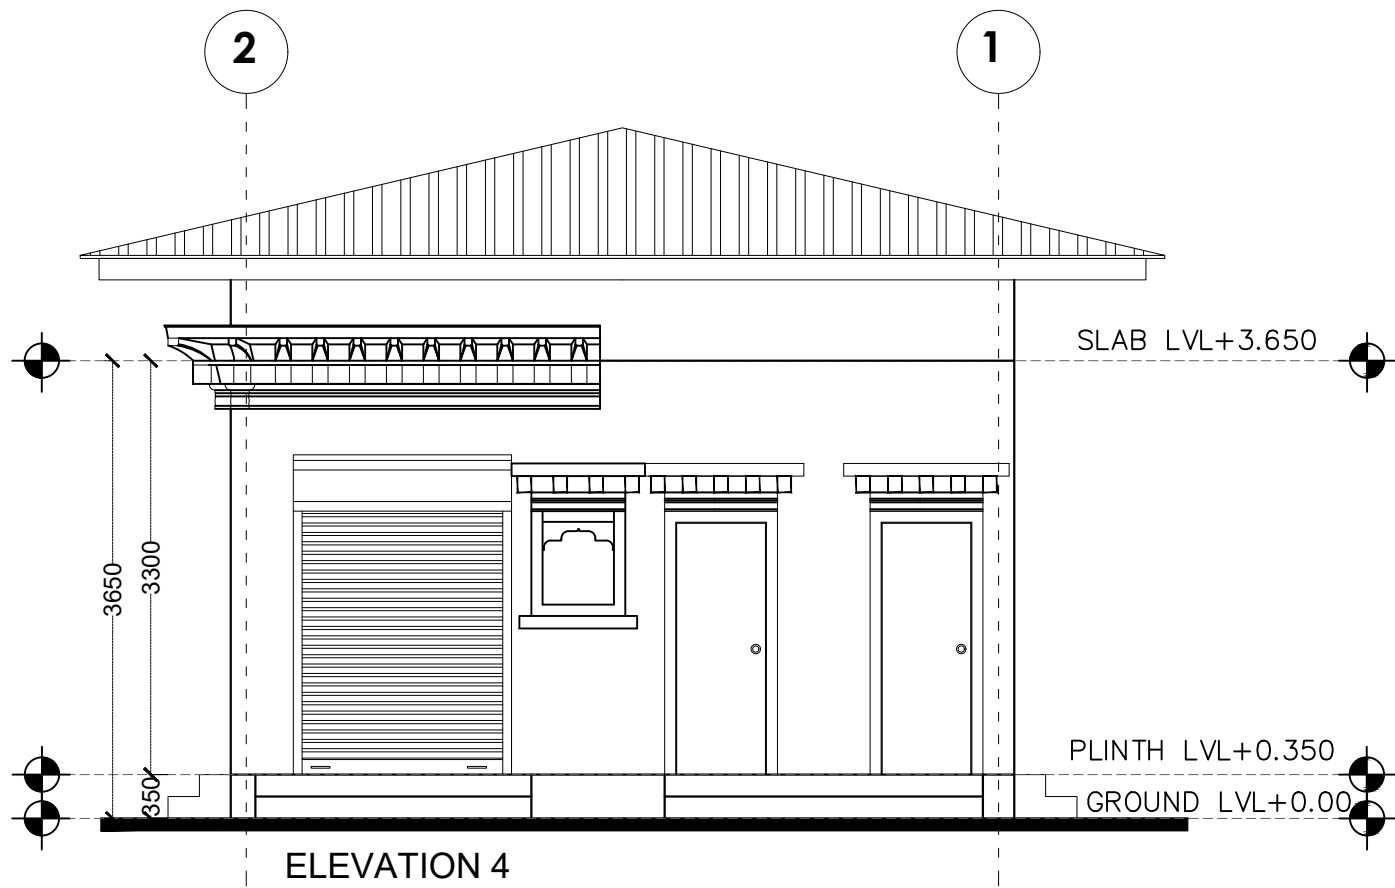 2
1
SLAB LVL+3.650
3650
3300
PLINTH LVL+0.350
350
GROUND LVL+0.00
ELEVATION 4